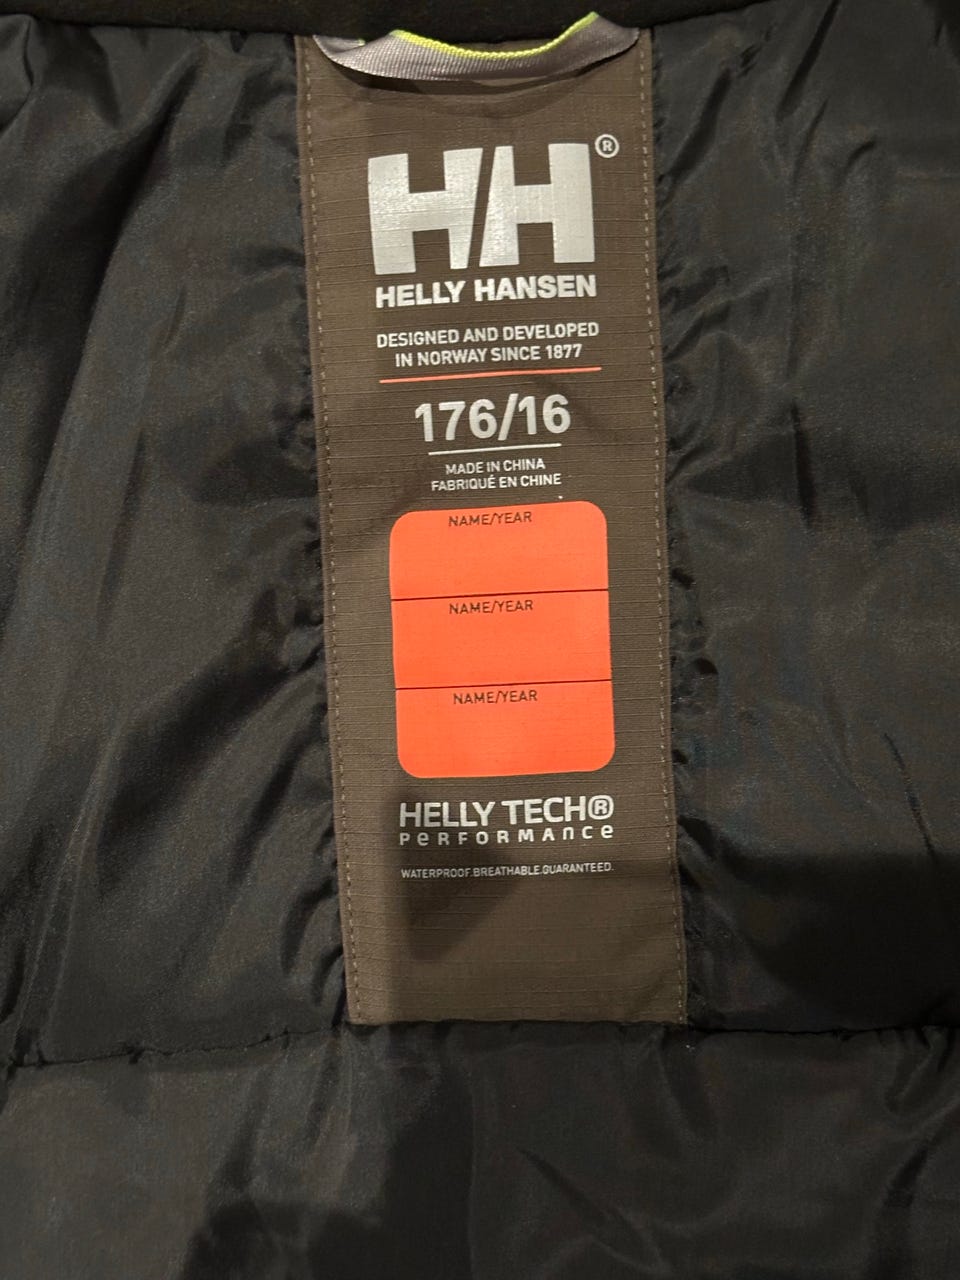 HH®
HELLY HANSEN
DESIGNED AND DEVELOPED
IN NORWAY SINCE 1877
176/16
MADE IN CHINA
FABRIQUÉ EN CHINE
NAME/YEAR
NAME/YEAR
NAME/YEAR
HELLY TECH®
PeRFORMAnce
WATERPROOF.BREATHABLE.GUARANTEED.